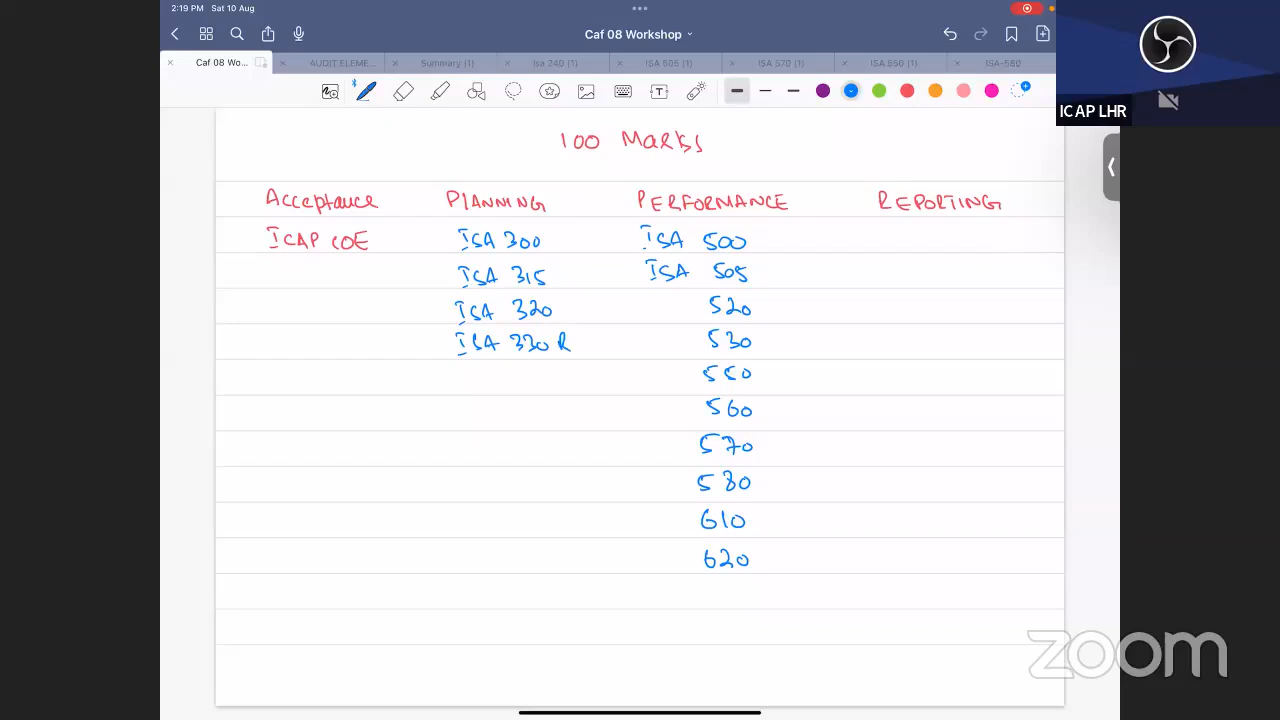 2:19 PM Sat 10 Aug
Caf 08 Workshop
Caf 08 Wo... AUDIT ELEME... Summary (1) Isa 240 (1) ISA 505 (1) ISA 570 (1) ISA 550 (1) ISA-580
ICAP LHR
100 Marks
Acceptance PLANNING PERFORMANCE REPORTING
ICAP COE ISA 300 ISA 500
ISA 315 ISA 505
ISA 320 520
ISA 330 R 530
550
560
570
580
610
620
zoom